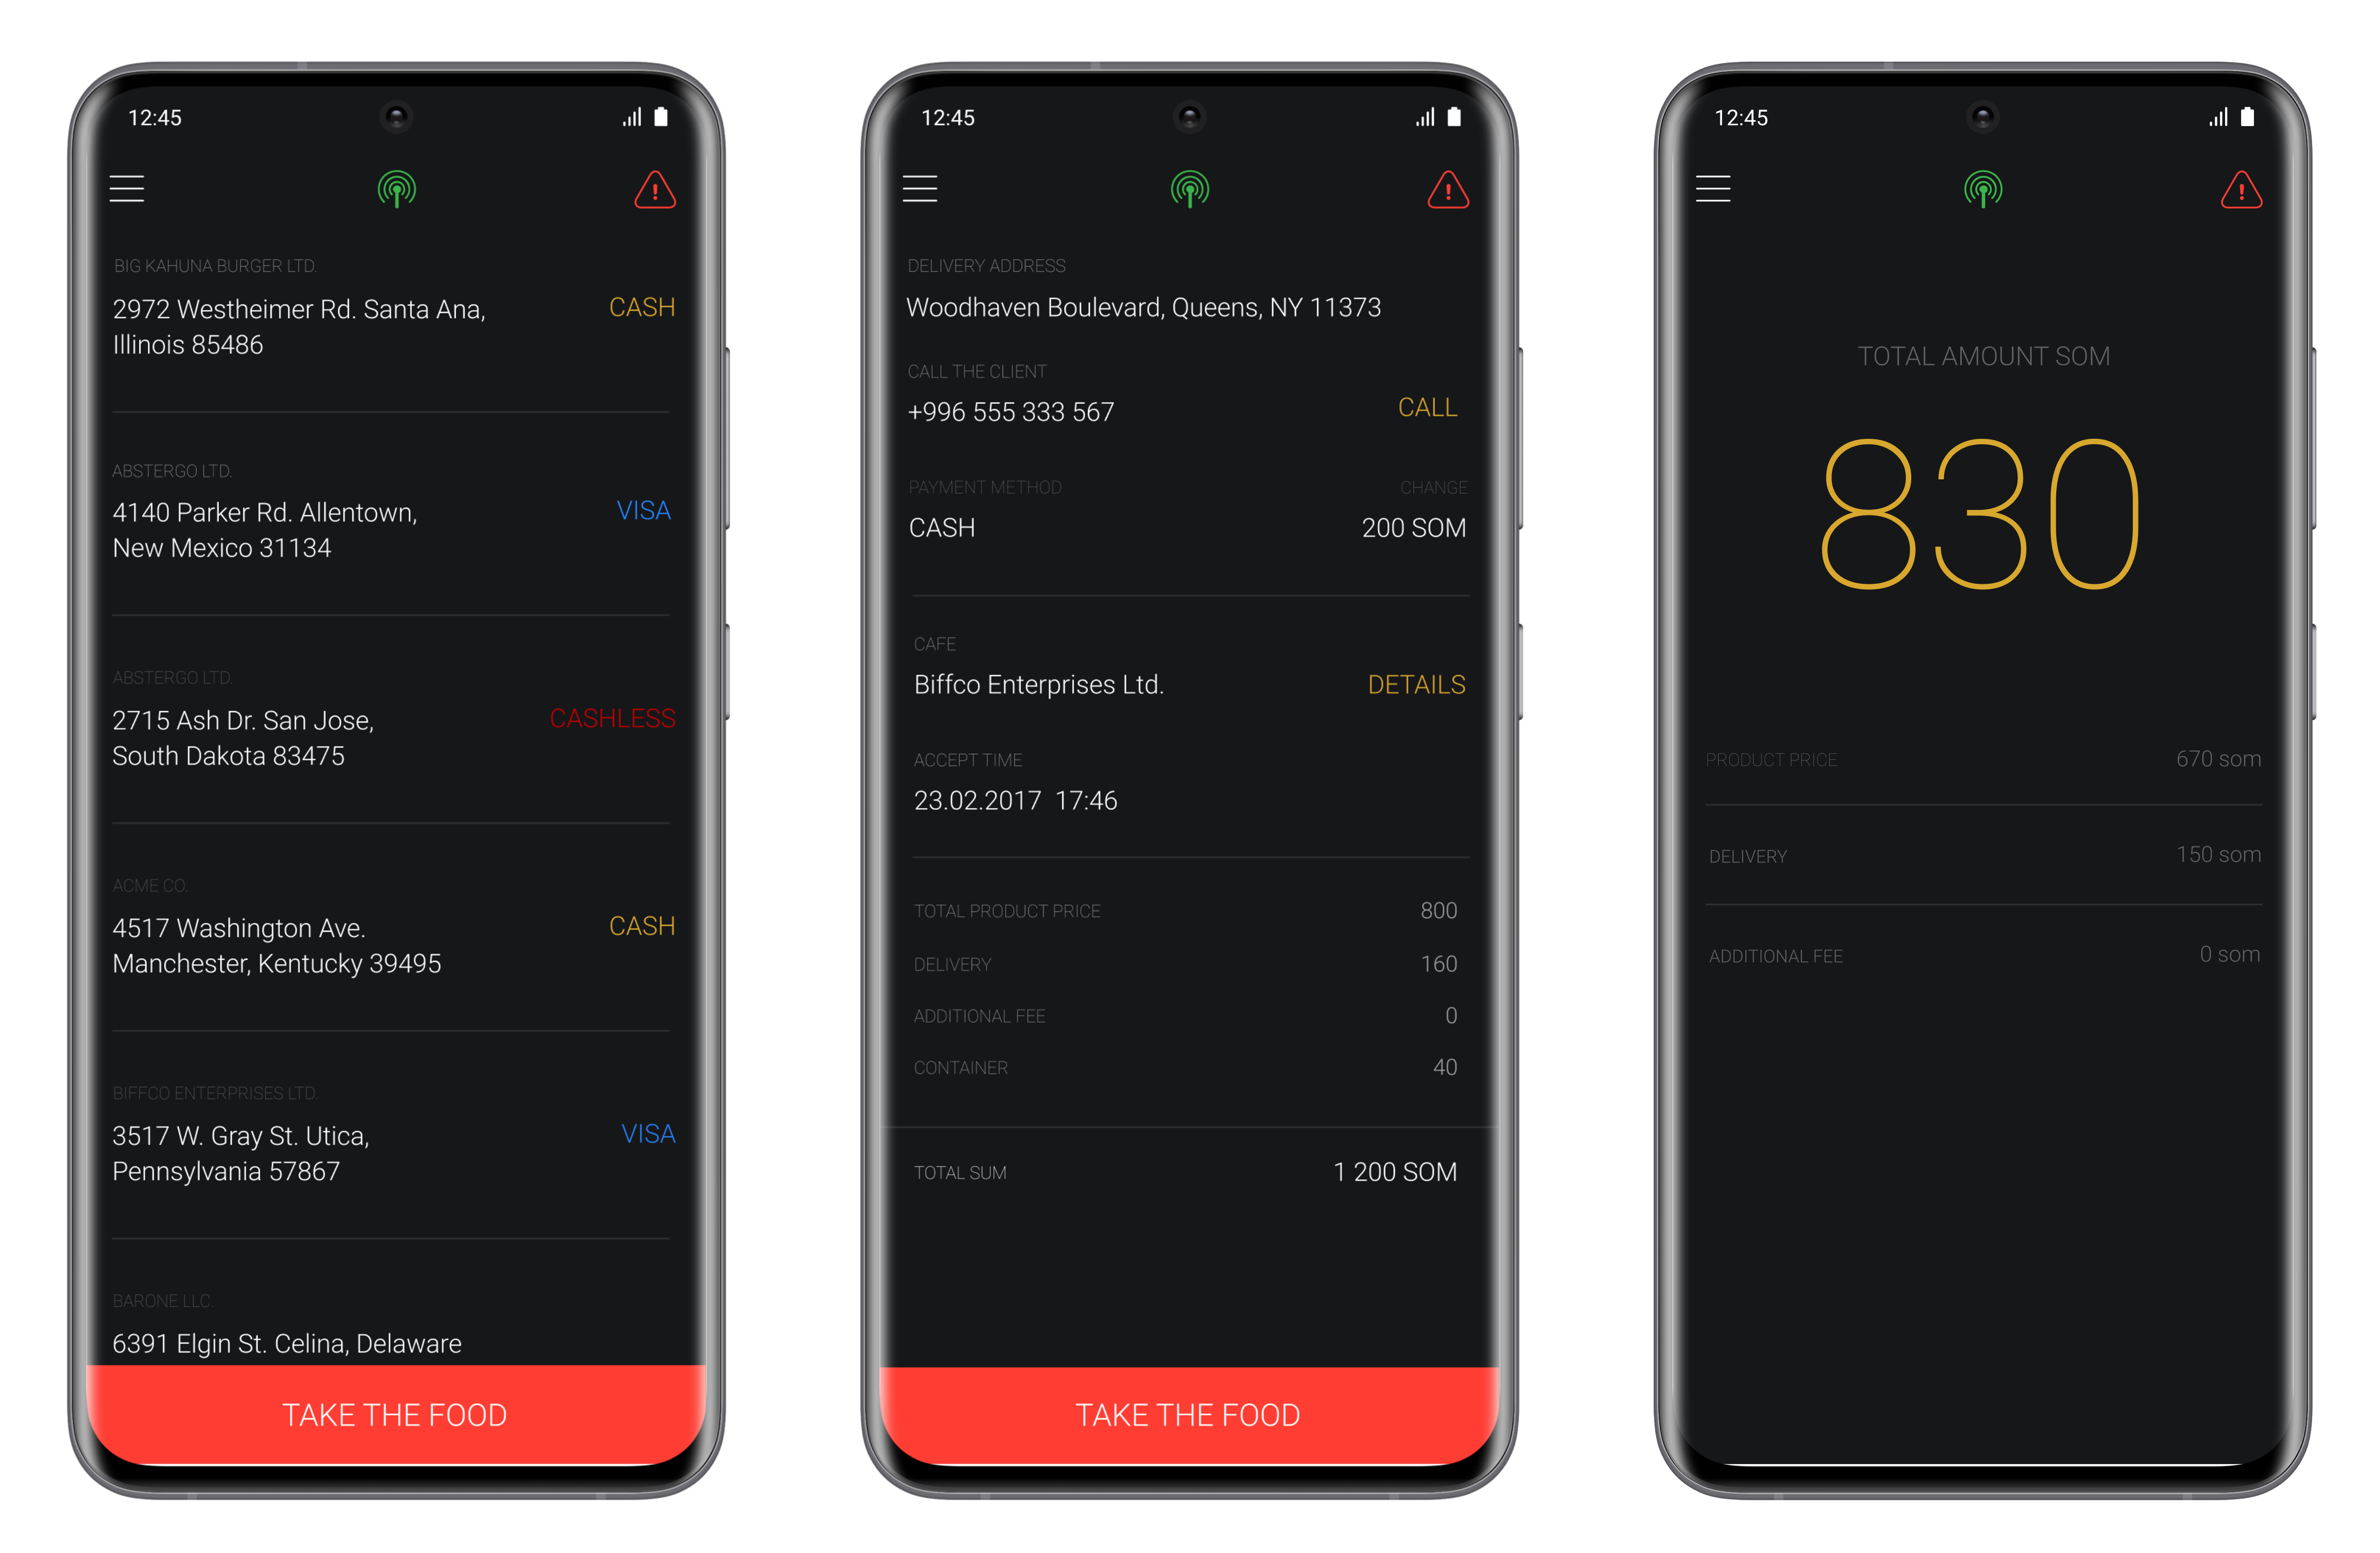 12:45
BIG KAHUNA BURGER LTD.
2972 Westheimer Rd. Santa Ana,
Illinois 85486
CASH
ABSTERGO LTD.
4140 Parker Rd. Allentown,
New Mexico 31134
VISA
ABSTERGO LTD.
2715 Ash Dr. San Jose,
South Dakota 83475
CASHLESS
ACME CO.
4517 Washington Ave.
Manchester, Kentucky 39495
CASH
BIFFCO ENTERPRISES LTD.
3517 W. Gray St. Utica,
Pennsylvania 57867
VISA
BARONE LLC.
6391 Elgin St. Celina, Delaware
TAKE THE FOOD
12:45
DELIVERY ADDRESS
Woodhaven Boulevard, Queens, NY 11373
CALL THE CLIENT
+996 555 333 567 CALL
PAYMENT METHOD CHANGE
CASH 200 SOM
CAFE
Biffco Enterprises Ltd. DETAILS
ACCEPT TIME
23.02.2017 17:46
TOTAL PRODUCT PRICE 800
DELIVERY 160
ADDITIONAL FEE 0
CONTAINER 40
TOTAL SUM 1 200 SOM
TAKE THE FOOD
12:45
TOTAL AMOUNT SOM
830
PRODUCT PRICE 670 som
DELIVERY 150 som
ADDITIONAL FEE 0 som